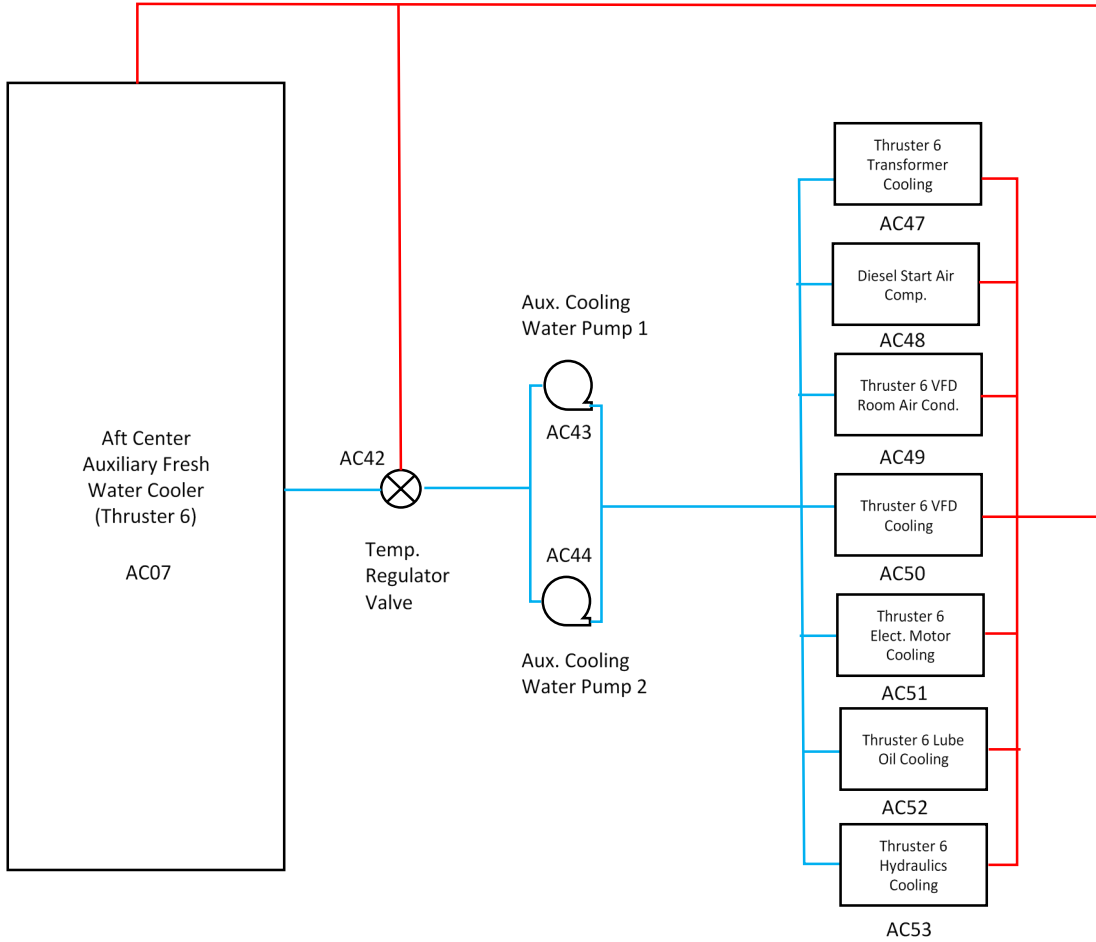 Thruster 6
Transformer
Cooling
AC47
Diesel Start Air
Comp.
AC48
Aux. Cooling
Water Pump 1
Thruster 6 VFD
Room Air Cond.
AC43
AC49
Aft Center
Auxiliary Fresh
Water Cooler
(Thruster 6)
AC07
AC42
Temp.
Regulator
Valve
AC44
Aux. Cooling
Water Pump 2
Thruster 6 VFD
Cooling
AC50
Thruster 6
Elect. Motor
Cooling
AC51
Thruster 6 Lube
Oil Cooling
AC52
Thruster 6
Hydraulics
Cooling
AC53